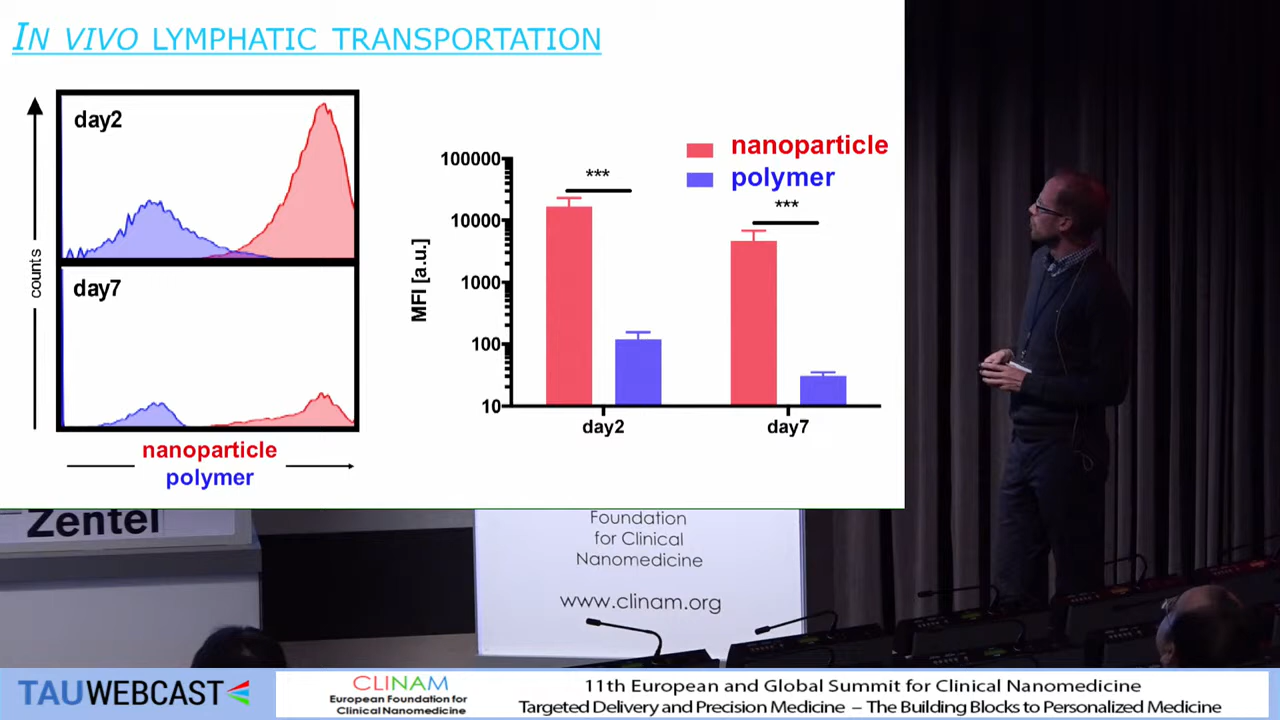 IN VIVO LYMPHATIC TRANSPORTATION
day2
day7
counts
nanoparticle
polymer
nanoparticle
polymer
MFI [a.u.]
100000
10000
1000
100
10
***
***
day2
day7
Zentel
Foundation
for Clinical
Nanomedicine
www.clinam.org
TAUWEBCAST
CLINAM
European Foundation for
Clinical Nanomedicine
11th European and Global Summit for Clinical Nanomedicine
Targeted Delivery and Precision Medicine – The Building Blocks to Personalized Medicine